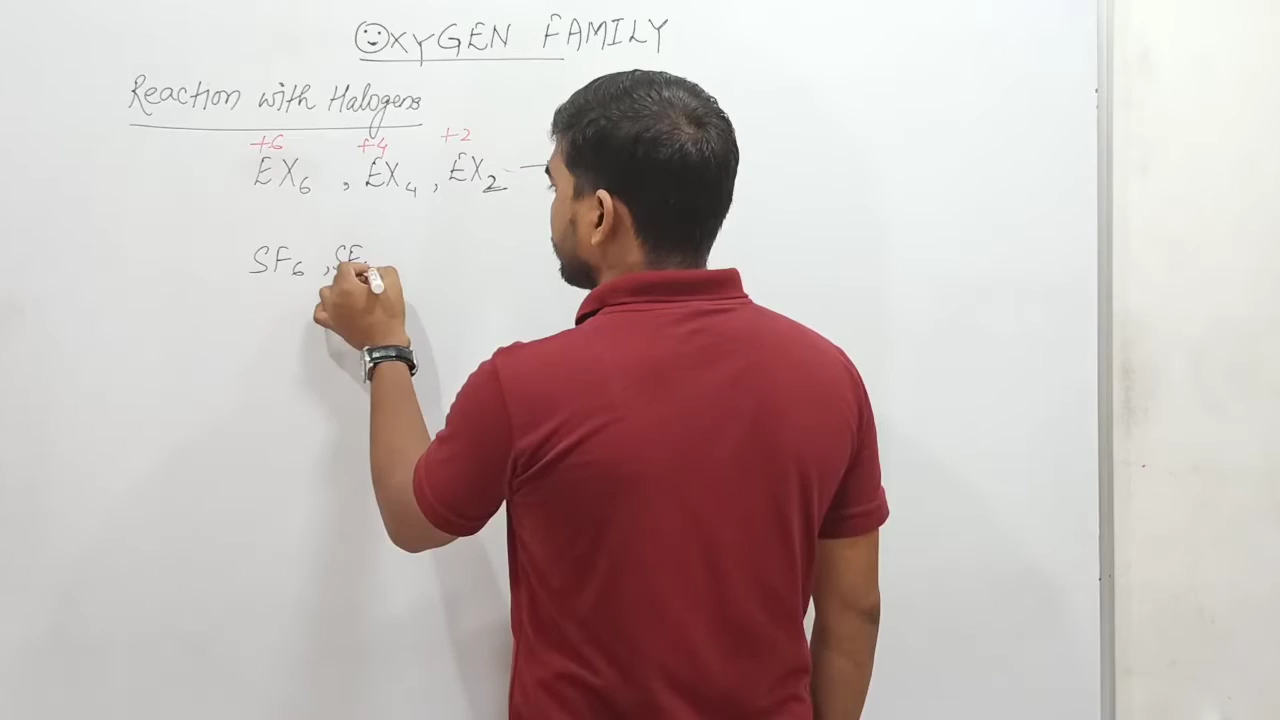 OXYGEN FAMILY
Reaction with Halogens
+6 +4 +2
EX₆ , EX₄ , EX₂ —
SF₆ , SF